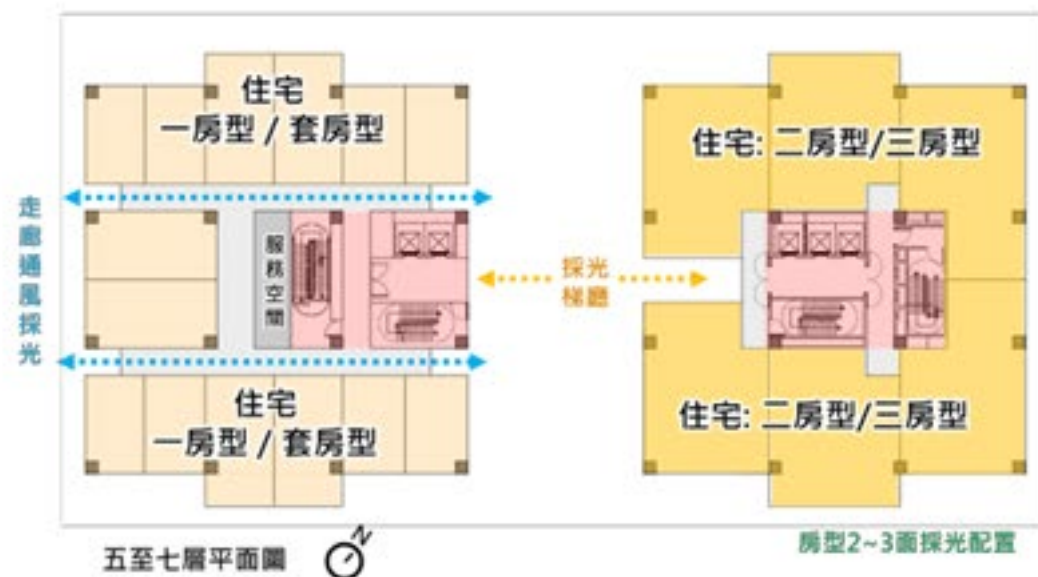 住宅
一房型 / 套房型
住宅: 二房型/三房型
走廊通風採光
服務空間
採光
梯廳
住宅
一房型 / 套房型
住宅: 二房型/三房型
五至七層平面圖
N
房型2~3面採光配置